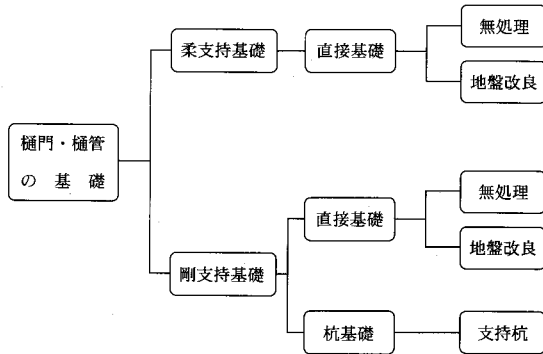 樋門・樋管
の基礎
柔支持基礎
直接基礎
無処理
地盤改良
剛支持基礎
直接基礎
無処理
地盤改良
杭基礎
支持杭